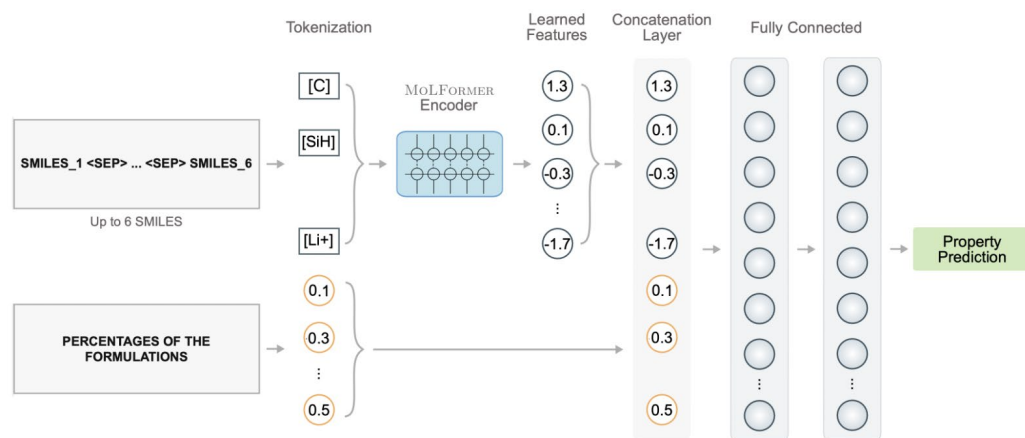 Tokenization
Learned
Features
Concatenation
Layer
Fully Connected
[C]
[SiH]
[Li+]
MOLFORMER
Encoder
1.3
0.1
-0.3
⋮
-1.7
1.3
0.1
-0.3
-1.7
0.1
0.3
0.5
SMILES_1 <SEP> ... <SEP> SMILES_6
Up to 6 SMILES
PERCENTAGES OF THE
FORMULATIONS
0.1
0.3
⋮
0.5
⋮
⋮
Property
Prediction